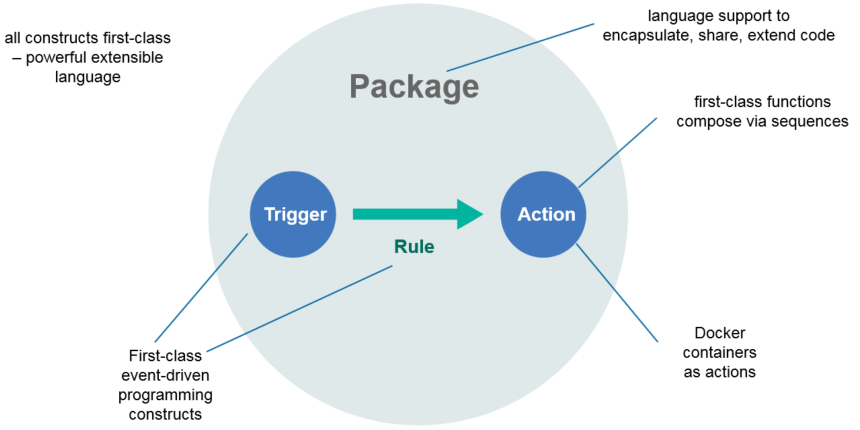 all constructs first-class
– powerful extensible
language
language support to
encapsulate, share, extend code
Package
first-class functions
compose via sequences
Trigger
Action
Rule
First-class
event-driven
programming
constructs
Docker
containers
as actions